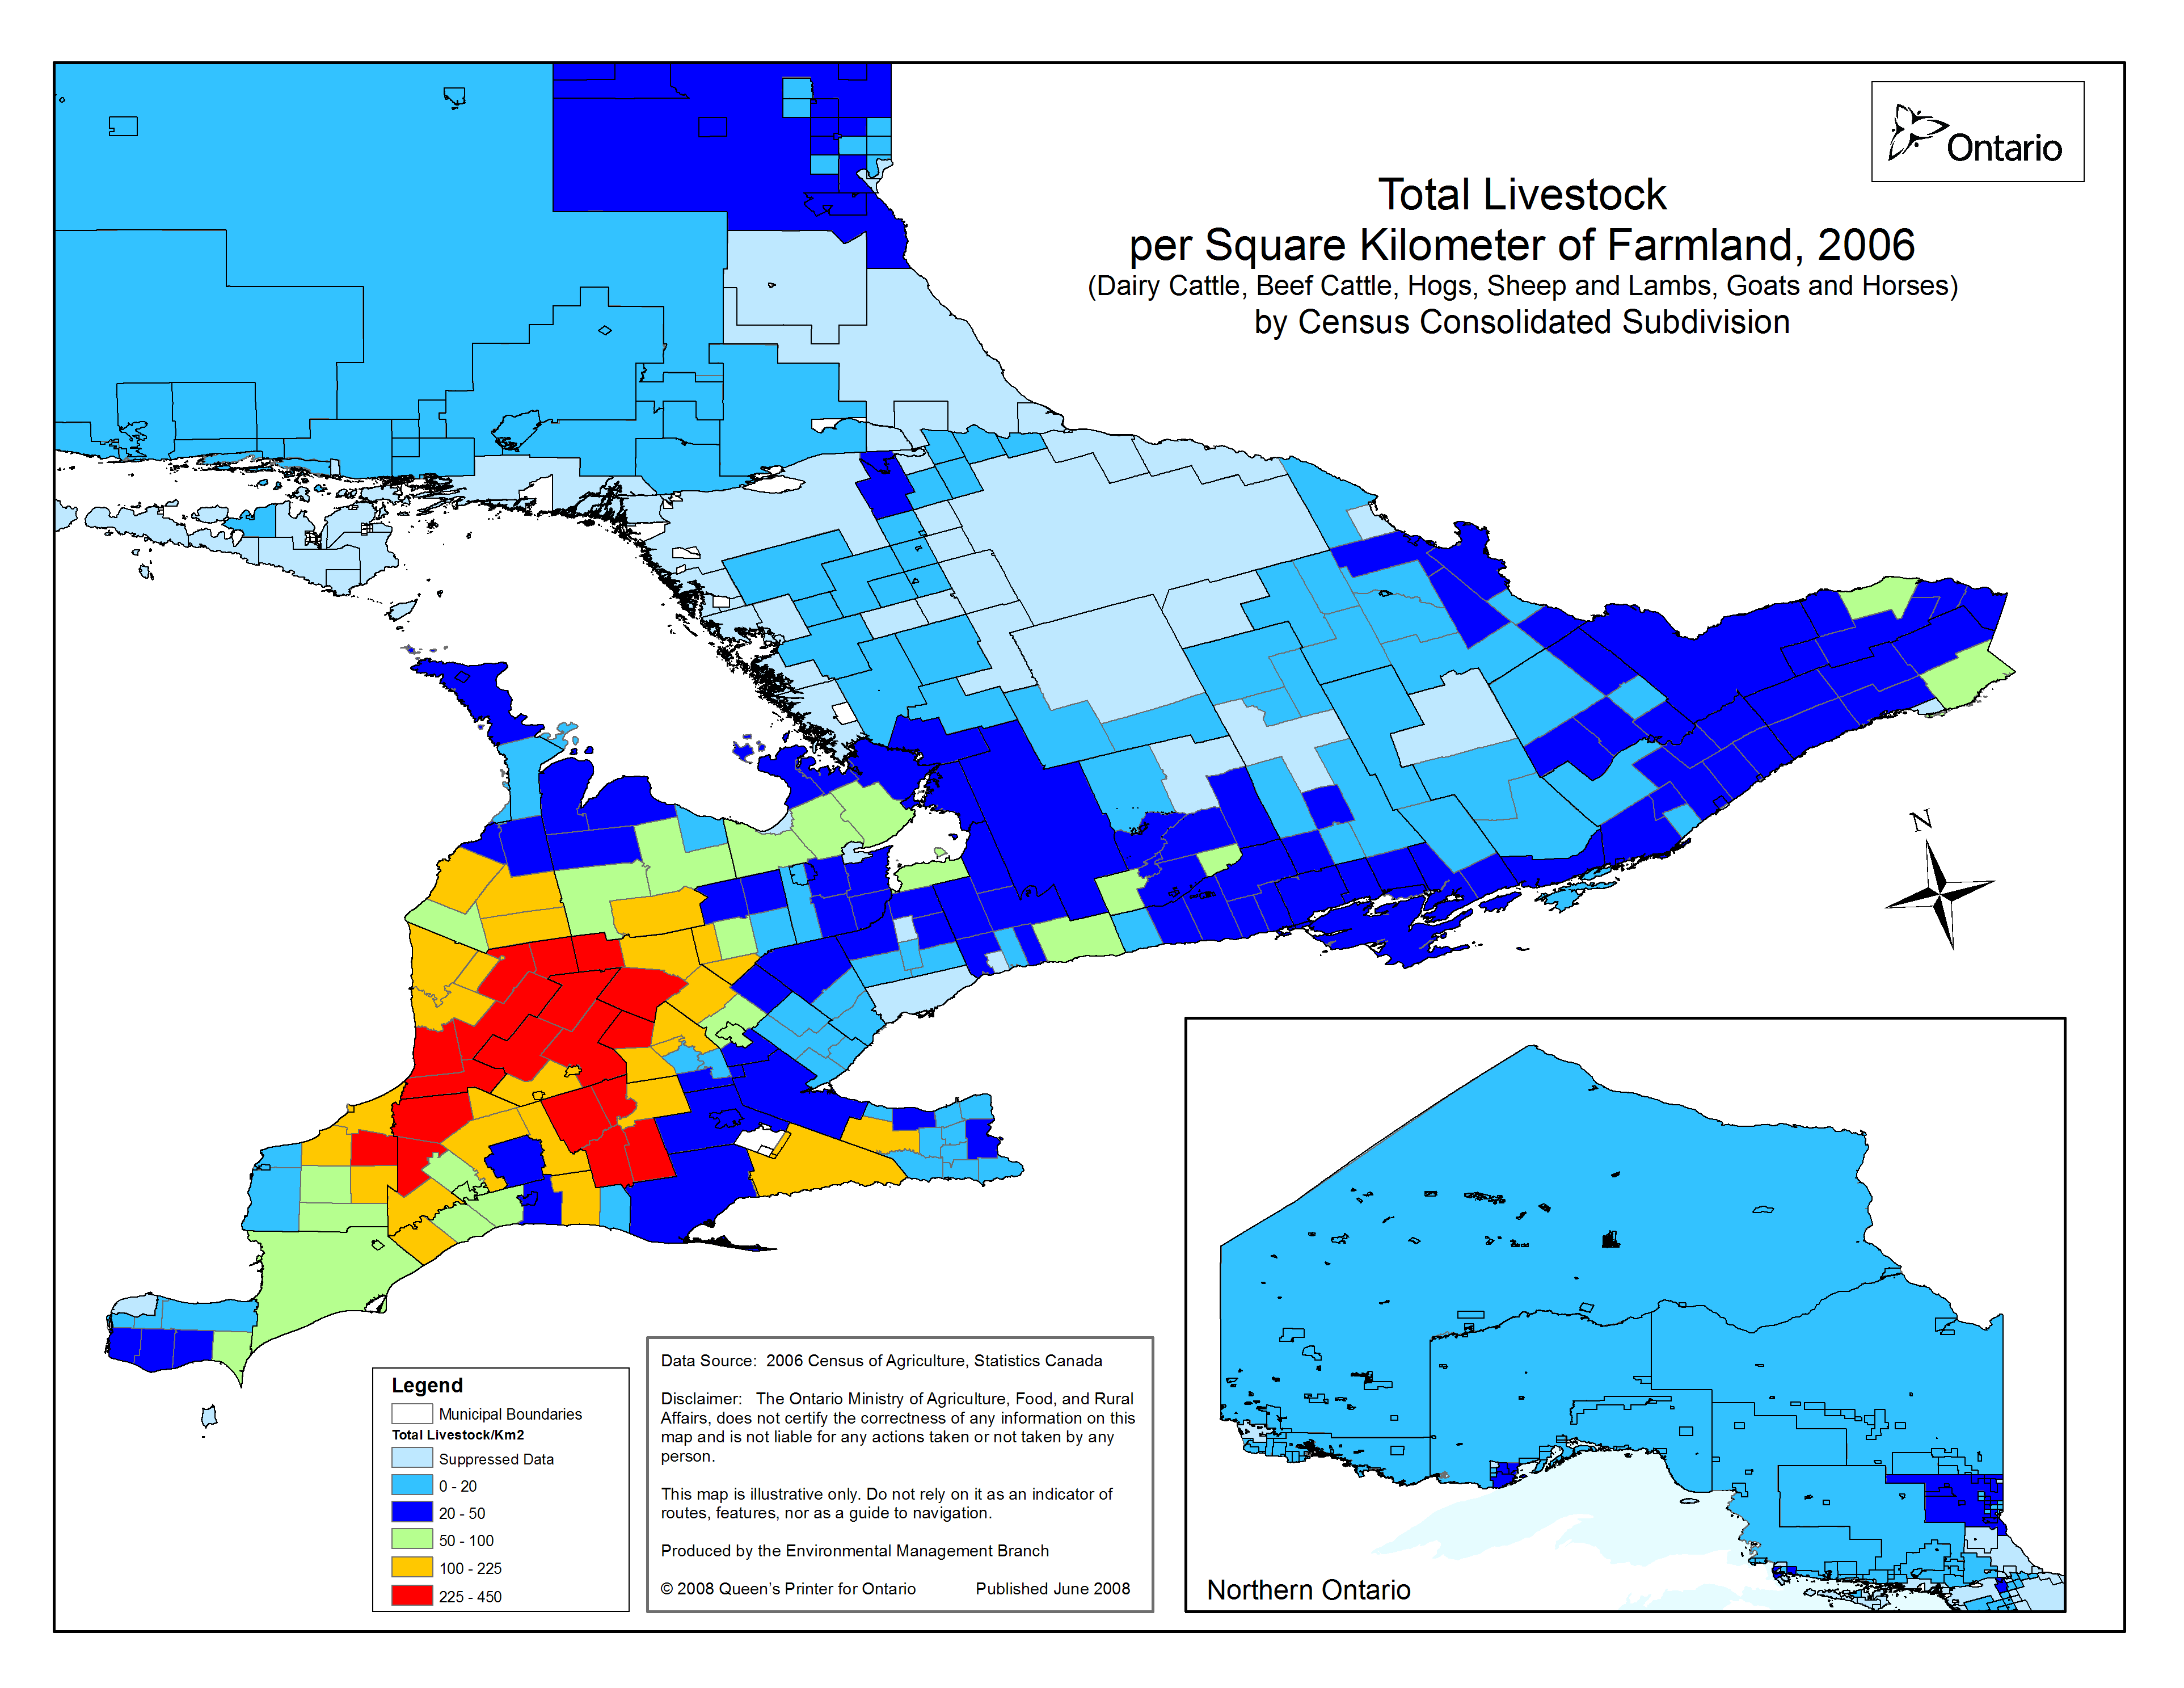 Ontario
Total Livestock
per Square Kilometer of Farmland, 2006
(Dairy Cattle, Beef Cattle, Hogs, Sheep and Lambs, Goats and Horses)
by Census Consolidated Subdivision
N
Legend
Municipal Boundaries
Total Livestock/Km2
Suppressed Data
0 - 20
20 - 50
50 - 100
100 - 225
225 - 450
Data Source: 2006 Census of Agriculture, Statistics Canada
Disclaimer: The Ontario Ministry of Agriculture, Food, and Rural
Affairs, does not certify the correctness of any information on this
map and is not liable for any actions taken or not taken by any
person.
This map is illustrative only. Do not rely on it as an indicator of
routes, features, nor as a guide to navigation.
Produced by the Environmental Management Branch
© 2008 Queen's Printer for Ontario Published June 2008
Northern Ontario